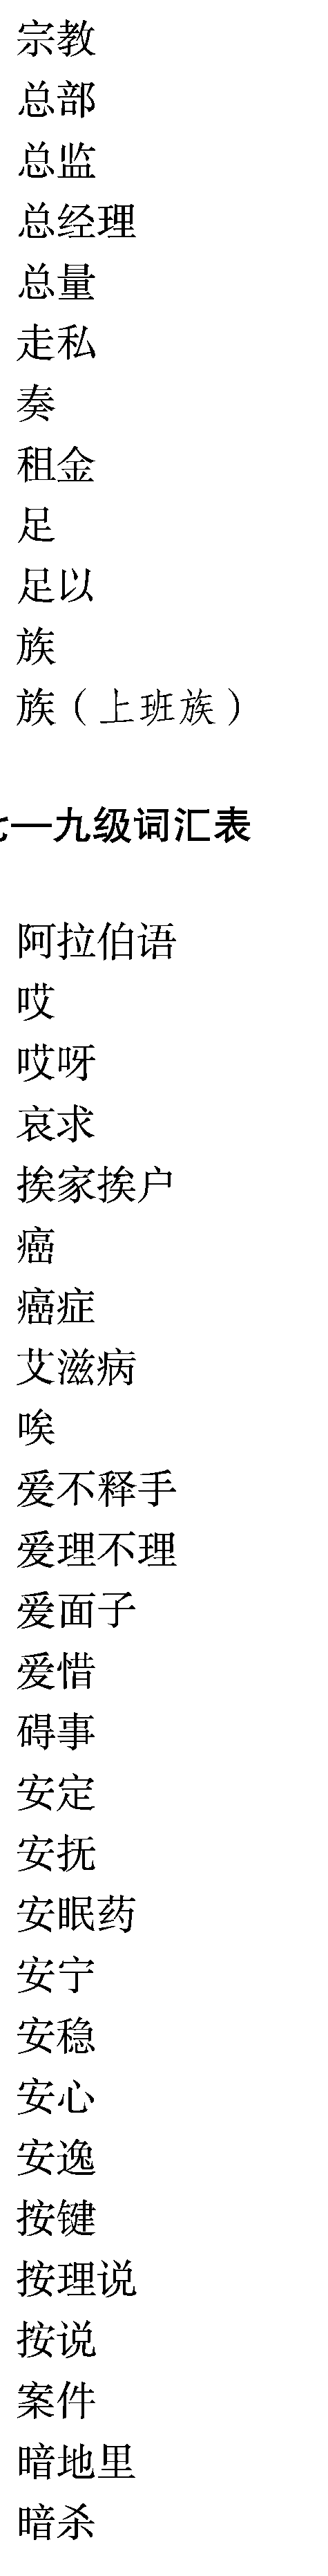 宗教
总部
总监
总经理
总量
走私
奏
租金
足
足以
族
族（上班族）
七—九级词汇表
阿拉伯语
哎
哎呀
哀求
挨家挨户
癌
癌症
艾滋病
唉
爱不释手
爱理不理
爱面子
爱惜
碍事
安定
安抚
安眠药
安宁
安稳
安心
安逸
按键
按理说
按说
案件
暗地里
暗杀